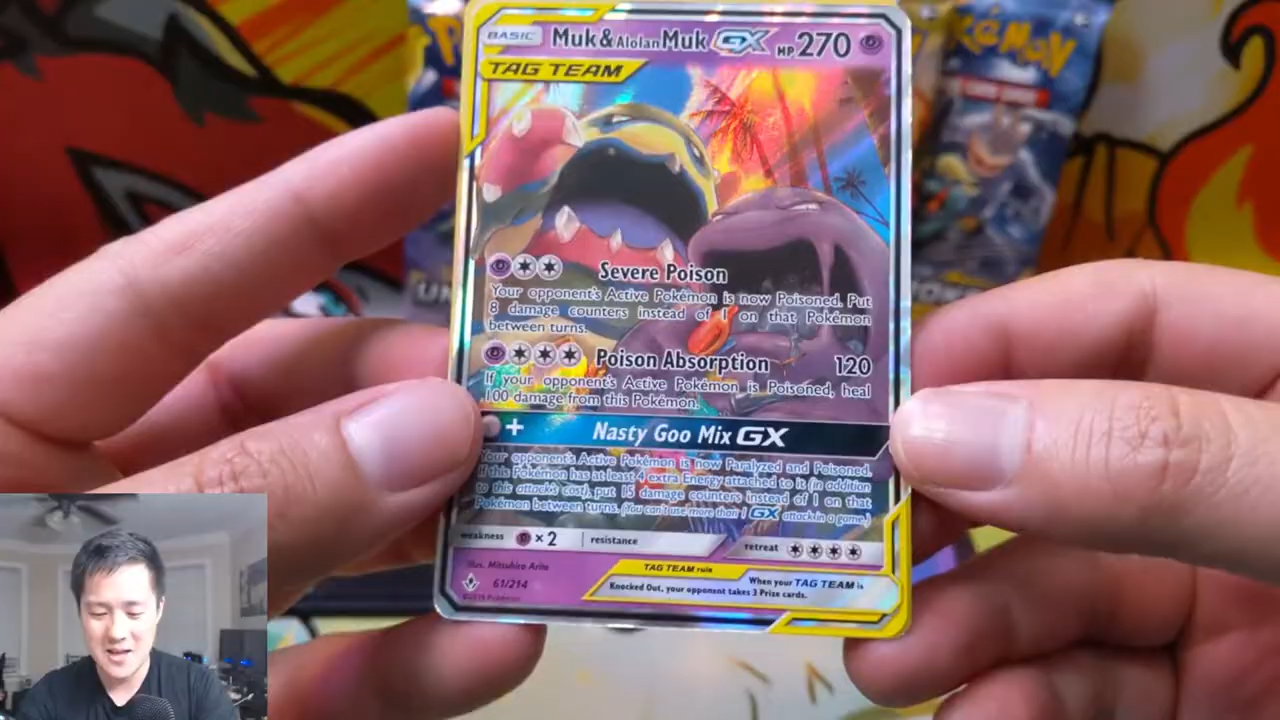 BASIC Muk & Alolan Muk GX HP 270
TAG TEAM
Pokémon
TRADING CARD GAME
Severe Poison
Your opponent's Active Pokémon is now Poisoned. Put
8 damage counters instead of 1 on that Pokémon
between turns.
Poison Absorption 120
If your opponent's Active Pokémon is Poisoned, heal
100 damage from this Pokémon.
+ Nasty Goo Mix GX
Your opponent's Active Pokémon is now Paralyzed and Poisoned.
If this Pokémon has at least 4 extra Energy attached to it (in addition
to this attack's cost), put 15 damage counters instead of 1 on that
Pokémon between turns. (You can't use more than 1 GX attack in a game.)
weakness ×2 resistance retreat
illus. Mitsuhiro Arita
61/214
©2019 Pokémon
TAG TEAM rule
When your TAG TEAM is
Knocked Out, your opponent takes 3 Prize cards.